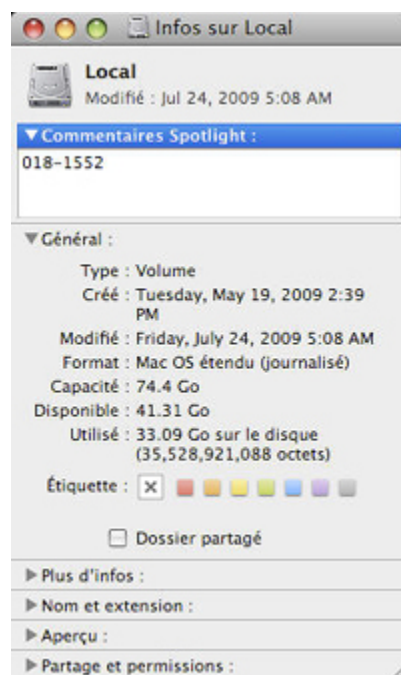 Infos sur Local
Local
Modifié : Jul 24, 2009 5:08 AM
Commentaires Spotlight :
018-1552
Général :
Type : Volume
Créé : Tuesday, May 19, 2009 2:39
PM
Modifié : Friday, July 24, 2009 5:08 AM
Format : Mac OS étendu (journalisé)
Capacité : 74.4 Go
Disponible : 41.31 Go
Utilisé : 33.09 Go sur le disque
(35,528,921,088 octets)
Étiquette :
Dossier partagé
Plus d'infos :
Nom et extension :
Aperçu :
Partage et permissions :